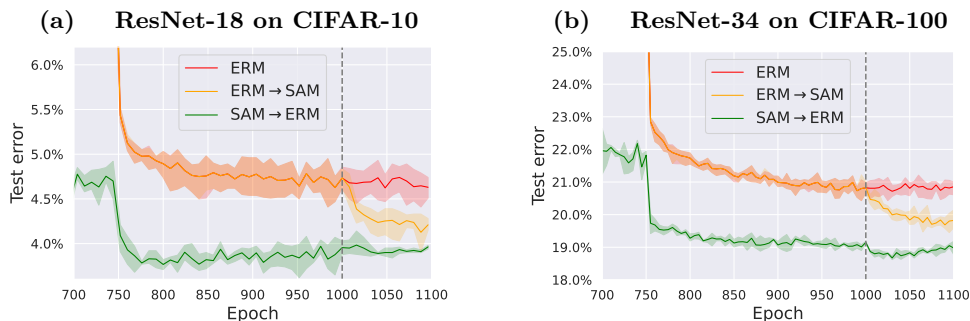 (a) ResNet-18 on CIFAR-10
6.0%
5.5%
5.0%
4.5%
4.0%
Test error
ERM
ERM → SAM
SAM → ERM
700 750 800 850 900 950 1000 1050 1100
Epoch
(b) ResNet-34 on CIFAR-100
25.0%
24.0%
23.0%
22.0%
21.0%
20.0%
19.0%
18.0%
Test error
ERM
ERM → SAM
SAM → ERM
700 750 800 850 900 950 1000 1050 1100
Epoch